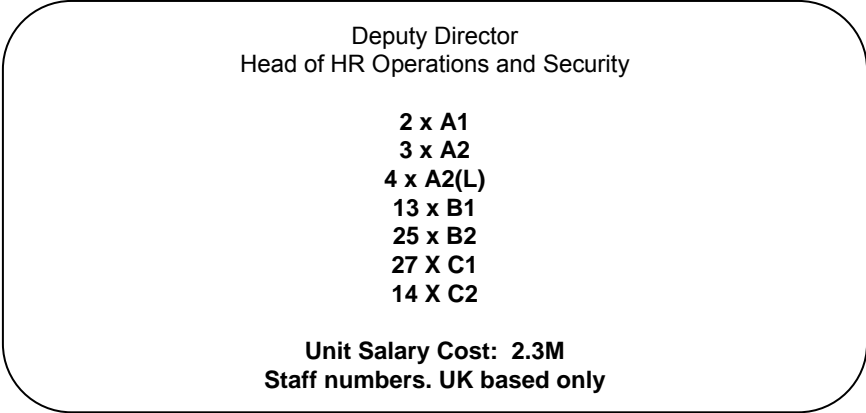 Deputy Director
Head of HR Operations and Security
2 x A1
3 x A2
4 x A2(L)
13 x B1
25 x B2
27 X C1
14 X C2
Unit Salary Cost:  2.3M
Staff numbers. UK based only